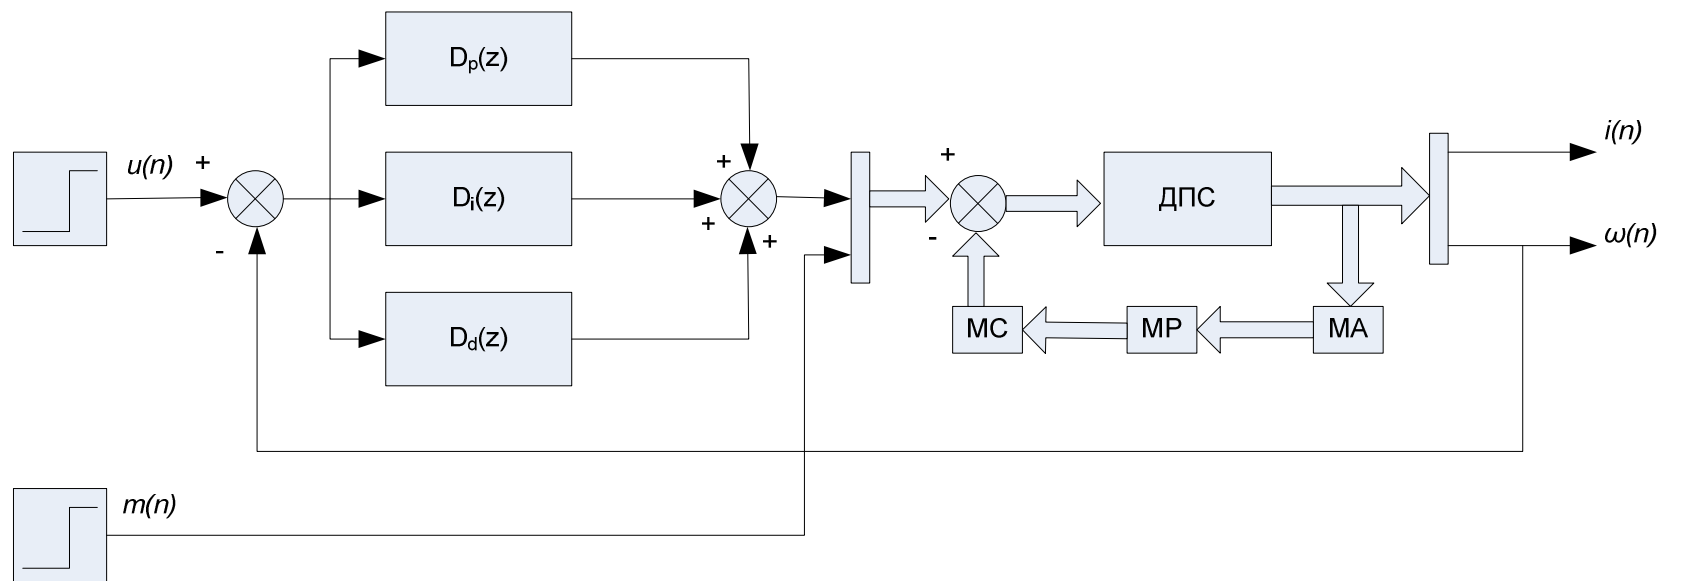 Dp(z)
u(n)
+
-
Di(z)
+
+
+
Dd(z)
+
-
ДПС
i(n)
ω(n)
МС
МР
МА
m(n)